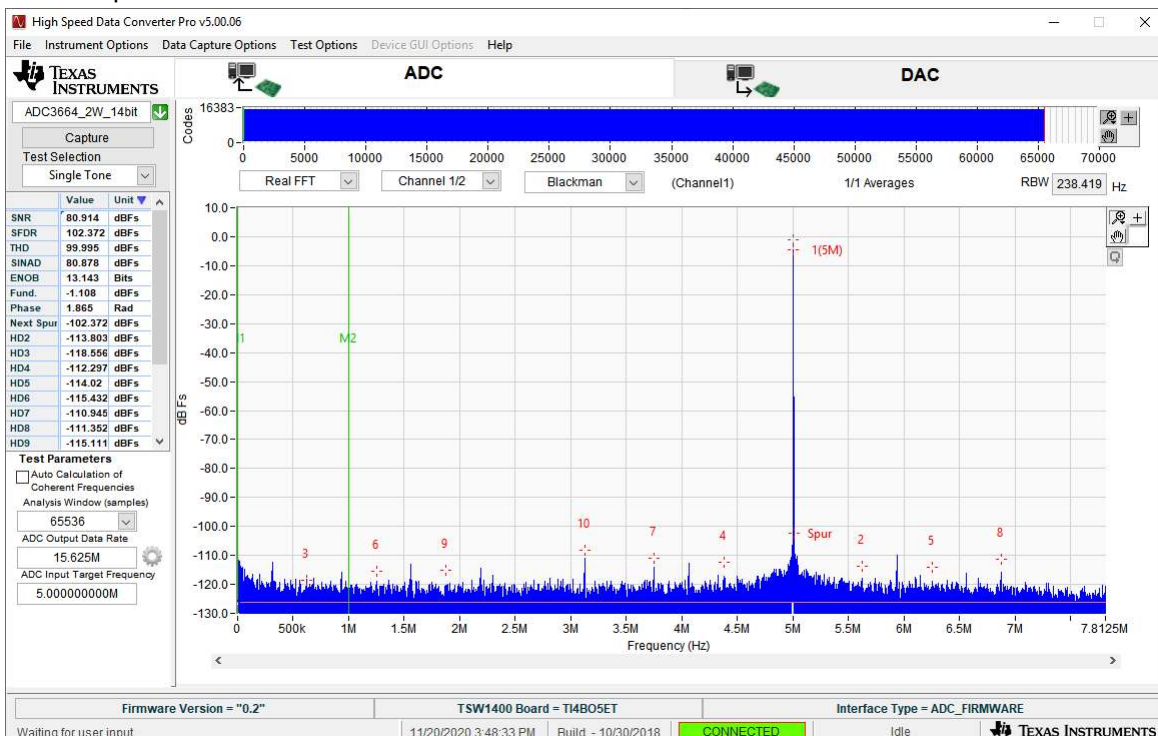 High Speed Data Converter Pro v5.00.06
File Instrument Options Data Capture Options Test Options Device GUI Options Help
TEXAS INSTRUMENTS
ADC
DAC
ADC3664_2W_14bit
Capture
Test Selection
Single Tone
Value Unit
SNR 80.914 dBFs
SFDR 102.372 dBFs
THD 99.995 dBFs
SINAD 80.878 dBFs
ENOB 13.143 Bits
Fund. -1.108 dBFs
Phase 1.865 Rad
Next Spur -102.372 dBFs
HD2 -113.803 dBFs
HD3 -118.556 dBFs
HD4 -112.297 dBFs
HD5 -114.02 dBFs
HD6 -115.432 dBFs
HD7 -110.945 dBFs
HD8 -111.352 dBFs
HD9 -115.111 dBFs
Test Parameters
Auto Calculation of
Coherent Frequencies
Analysis Window (samples)
65536
ADC Output Data Rate
15.625M
ADC Input Target Frequency
5.000000000M
Codes
16383
0
0 5000 10000 15000 20000 25000 30000 35000 40000 45000 50000 55000 60000 65000 70000
Real FFT Channel 1/2 Blackman (Channel1) 1/1 Averages RBW 238.419 Hz
dB Fs
10.0
0.0
-10.0
-20.0
-30.0
-40.0
-50.0
-60.0
-70.0
-80.0
-90.0
-100.0
-110.0
-120.0
-130.0
1(5M)
M2
3 6 9 10 7 4 Spur 2 5 8
0 500k 1M 1.5M 2M 2.5M 3M 3.5M 4M 4.5M 5M 5.5M 6M 6.5M 7M 7.8125M
Frequency (Hz)
Firmware Version = "0.2" TSW1400 Board = TI4BO5ET Interface Type = ADC_FIRMWARE
Waiting for user input 11/20/2020 3:48:33 PM Build - 10/30/2018 CONNECTED Idle TEXAS INSTRUMENTS